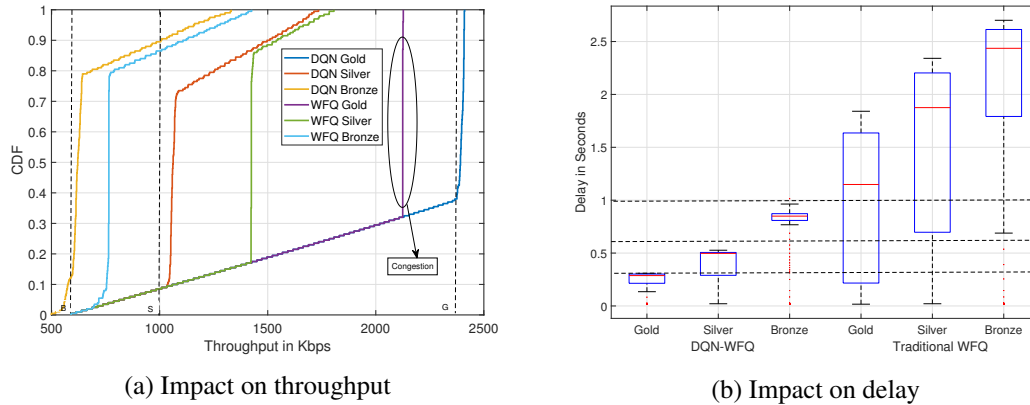 1
0.9
0.8
0.7
0.6
0.5
0.4
0.3
0.2
0.1
0
CDF
DQN Gold
DQN Silver
DQN Bronze
WFQ Gold
WFQ Silver
WFQ Bronze
Congestion
B
S
G
500
1000
1500
2000
2500
Throughput in Kbps
(a) Impact on throughput
2.5
2
1.5
1
0.5
0
Delay in Seconds
Gold
Silver
Bronze
Gold
Silver
Bronze
DQN-WFQ
Traditional WFQ
(b) Impact on delay